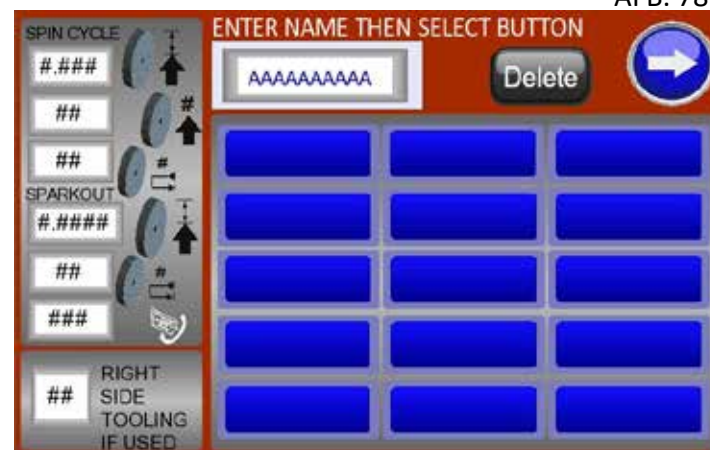 ENTER NAME THEN SELECT BUTTON
AAAAAAAAAA
Delete
SPIN CYCLE
#.###
##
#
##
#
SPARKOUT
#.####
##
#
###
##
RIGHT
SIDE
TOOLING
IF USED